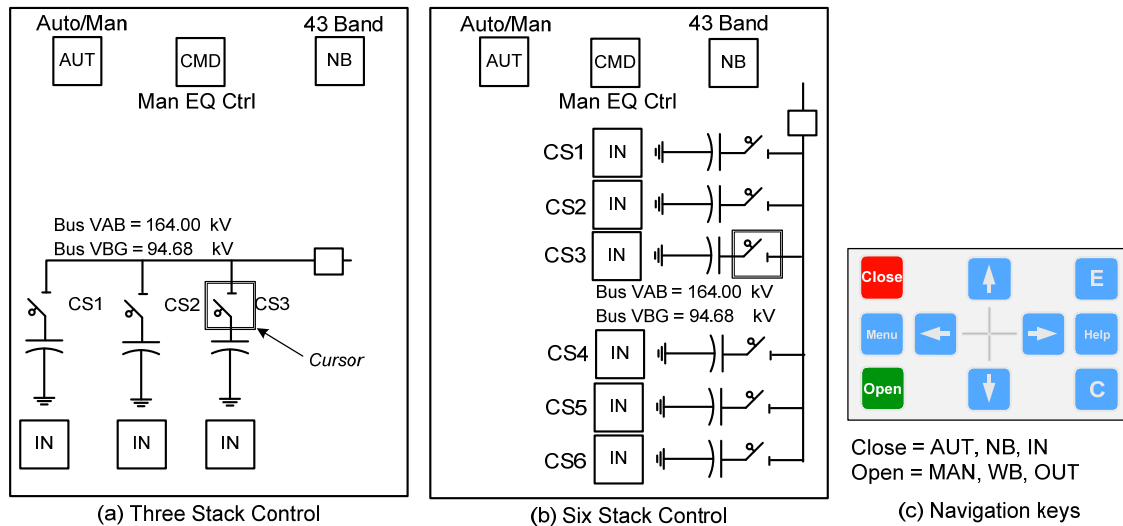 Auto/Man
43 Band
AUT
CMD
NB
Man EQ Ctrl
Bus VAB = 164.00 kV
Bus VBG = 94.68 kV
CS1
CS2
CS3
Cursor
IN
IN
IN
(a) Three Stack Control
Auto/Man
43 Band
AUT
CMD
NB
Man EQ Ctrl
CS1
IN
CS2
IN
CS3
IN
Bus VAB = 164.00 kV
Bus VBG = 94.68 kV
CS4
IN
CS5
IN
CS6
IN
(b) Six Stack Control
Close
E
Menu
Help
Open
C
Close = AUT, NB, IN
Open = MAN, WB, OUT
(c) Navigation keys